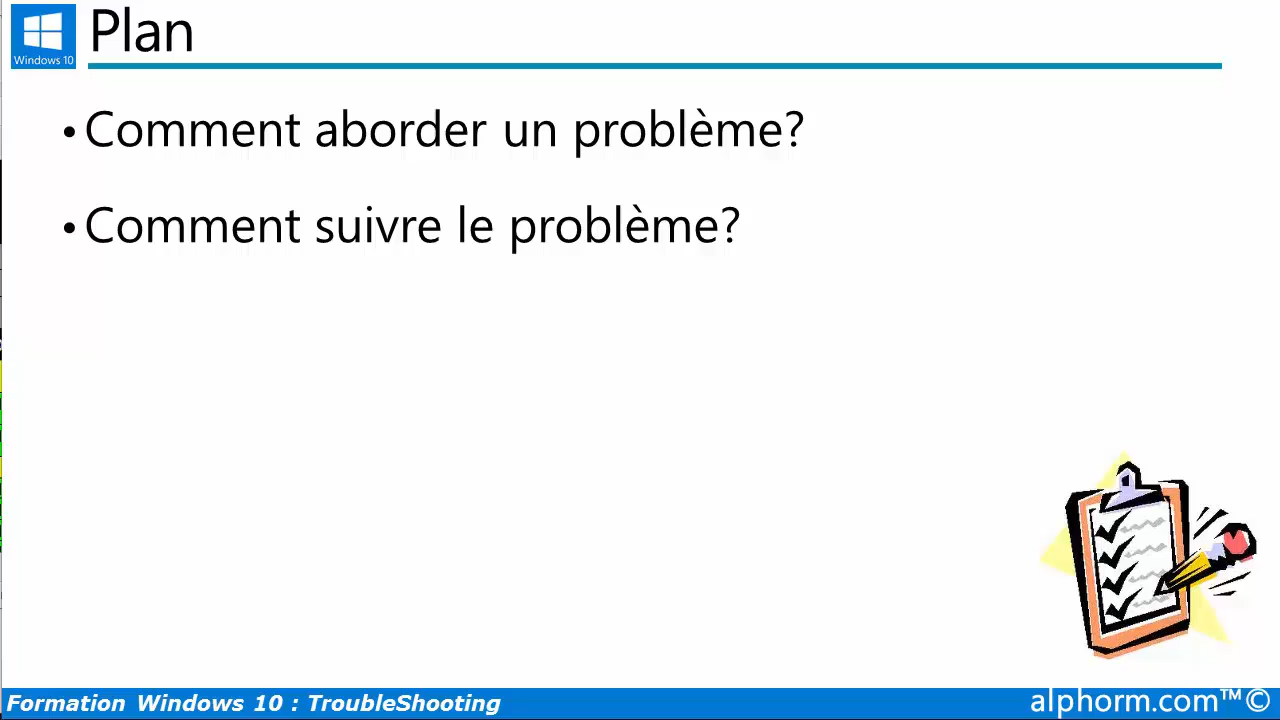 Windows 10
Plan
• Comment aborder un problème?
• Comment suivre le problème?
Formation Windows 10 : TroubleShooting
alphorm.com™©